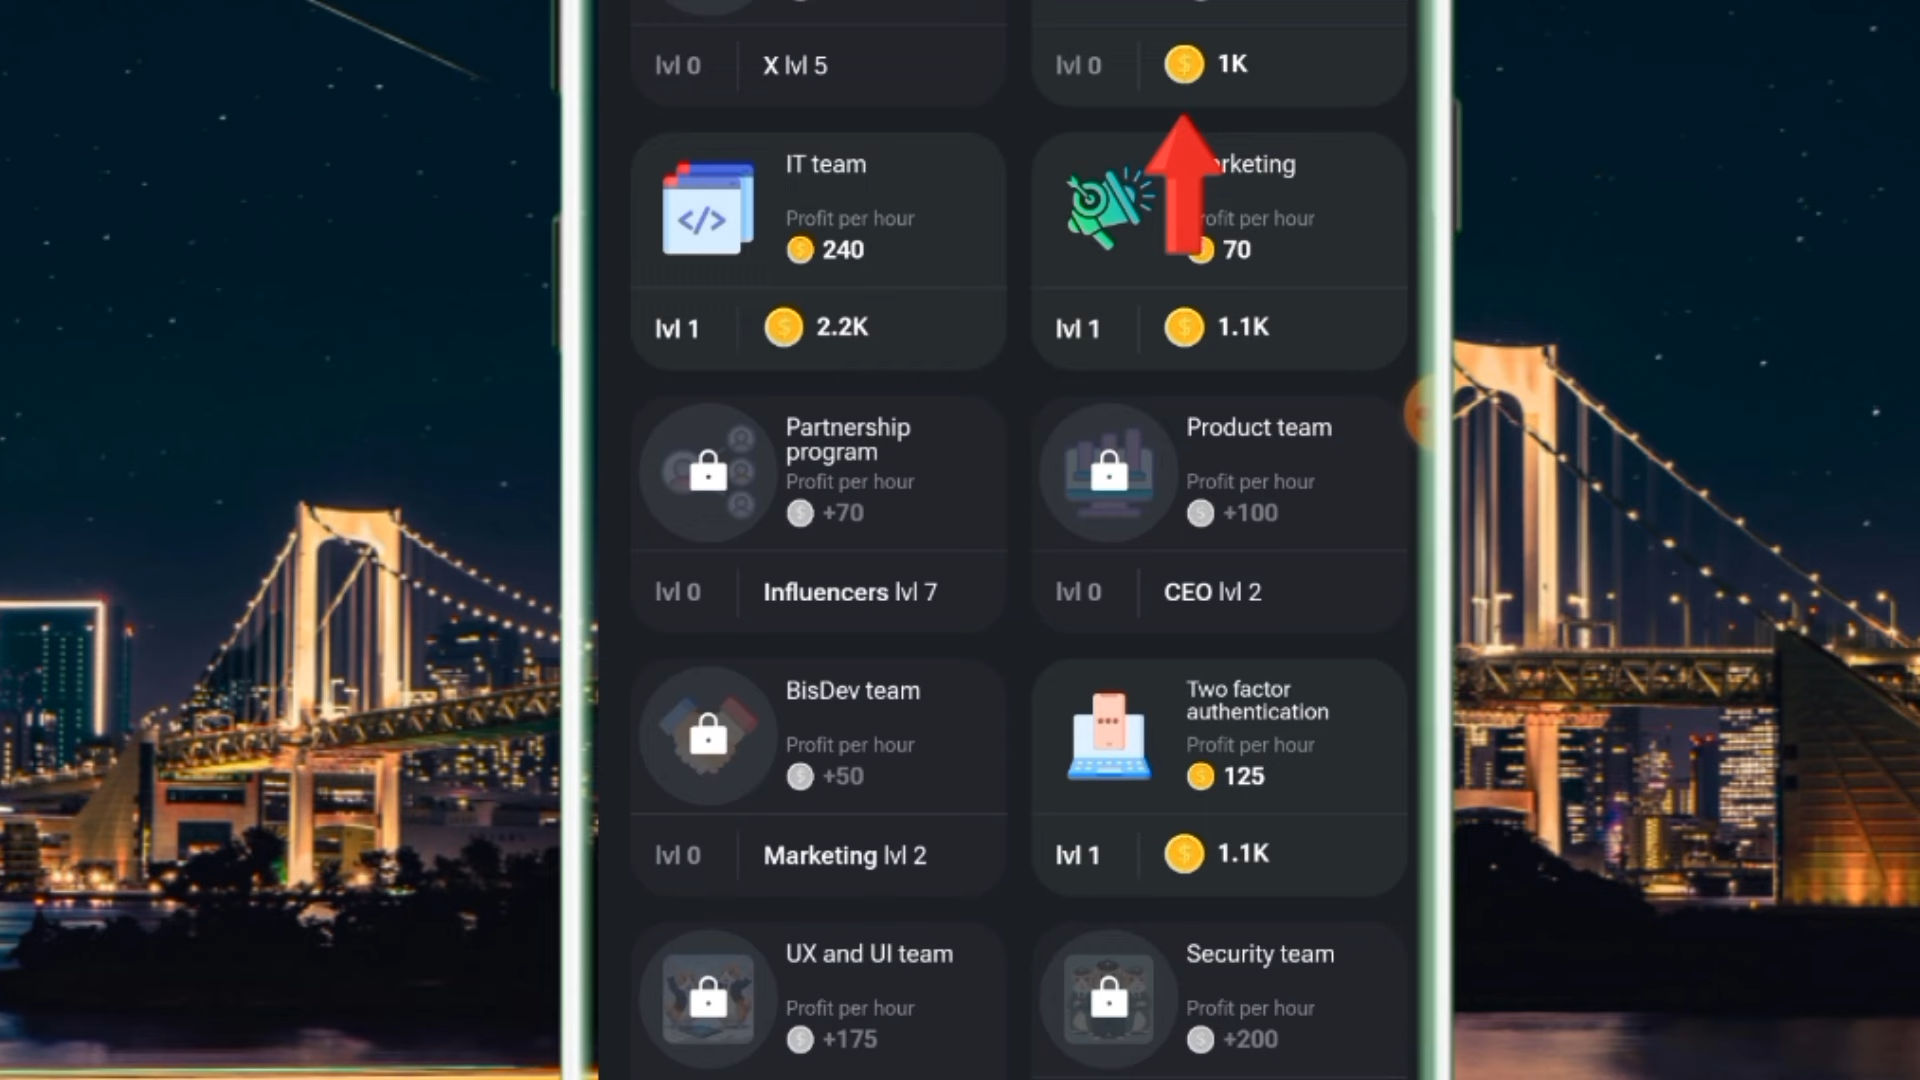 lvl 0
X lvl 5
lvl 0
1K
IT team
Profit per hour
240
lvl 1
2.2K
rketing
rofit per hour
70
lvl 1
1.1K
Partnership
program
Profit per hour
+70
lvl 0
Influencers lvl 7
Product team
Profit per hour
+100
lvl 0
CEO lvl 2
BisDev team
Profit per hour
+50
lvl 0
Marketing lvl 2
Two factor
authentication
Profit per hour
125
lvl 1
1.1K
UX and UI team
Profit per hour
+175
Security team
Profit per hour
+200